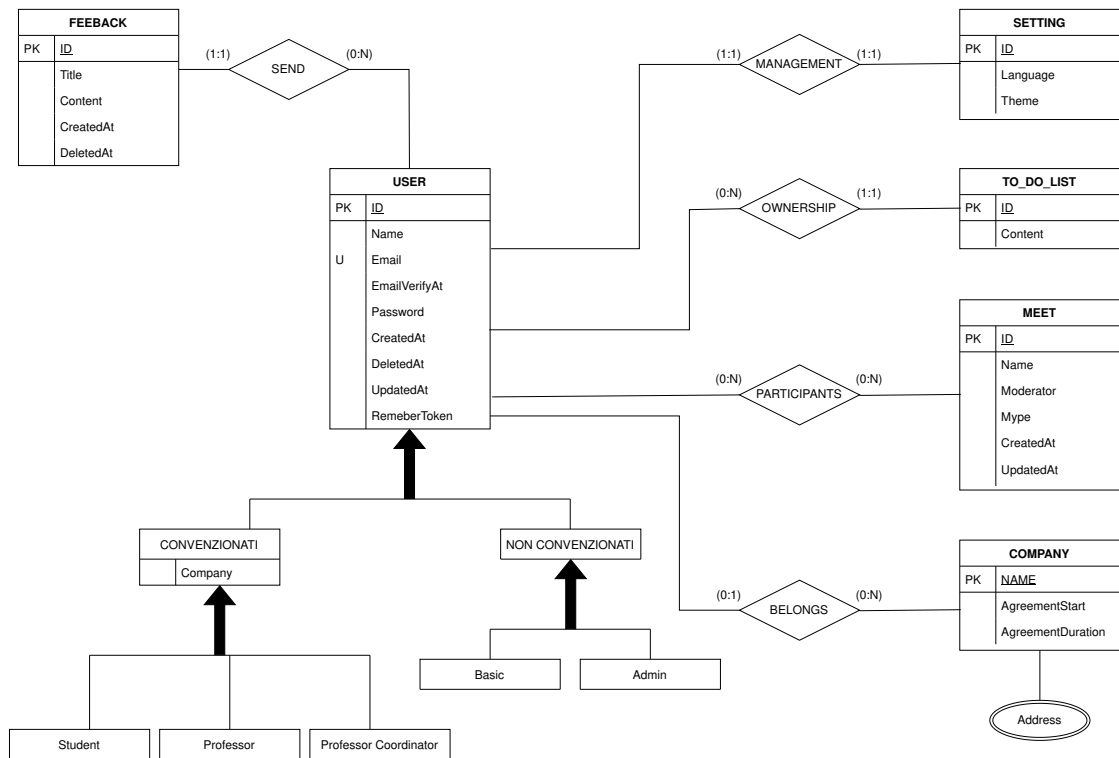 FEEBACK
PK ID
Title
Content
CreatedAt
DeletedAt
(1:1) SEND (0:N)
(1:1) MANAGEMENT (1:1)
SETTING
PK ID
Language
Theme
USER
PK ID
Name
U Email
EmailVerifyAt
Password
CreatedAt
DeletedAt
UpdatedAt
RemeberToken
(0:N) OWNERSHIP (1:1)
TO_DO_LIST
PK ID
Content
(0:N) PARTICIPANTS (0:N)
MEET
PK ID
Name
Moderator
Mype
CreatedAt
UpdatedAt
(0:1) BELONGS (0:N)
COMPANY
PK NAME
AgreementStart
AgreementDuration
Address
CONVENZIONATI
Company
NON CONVENZIONATI
Basic
Admin
Student
Professor
Professor Coordinator